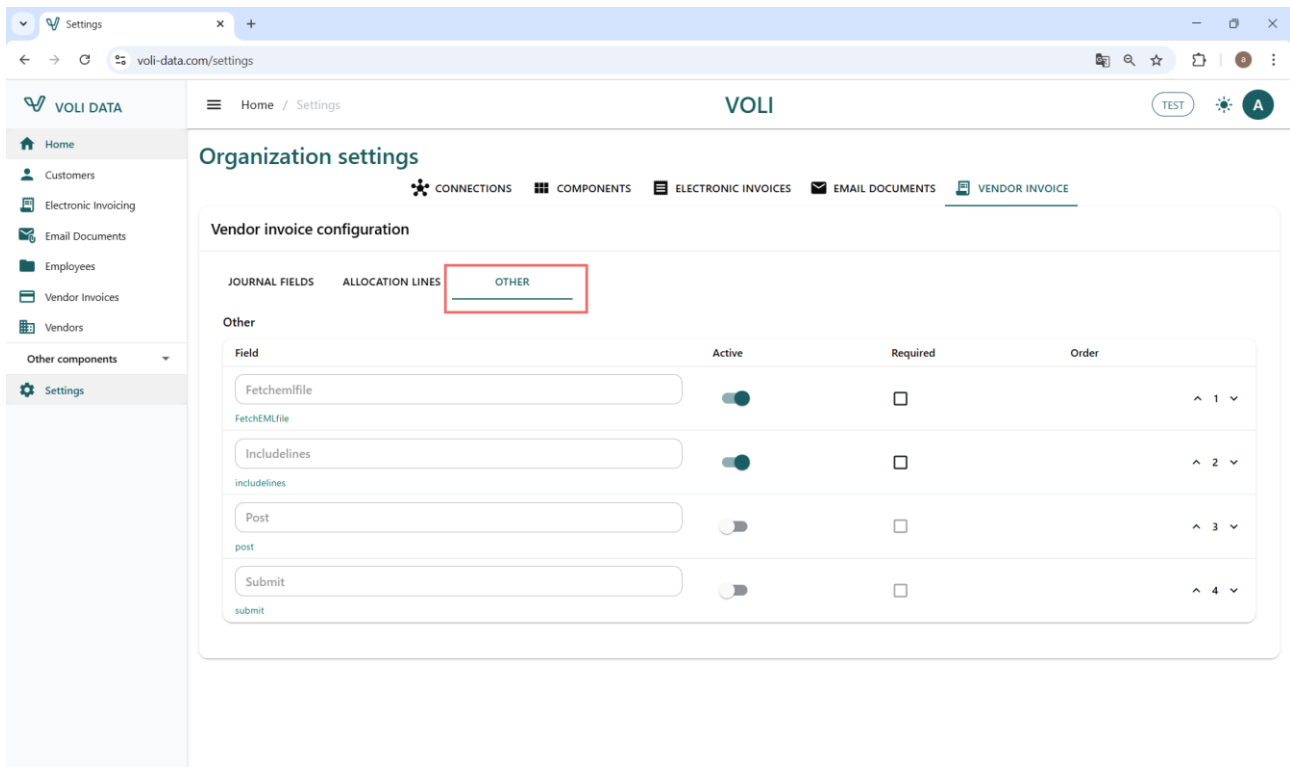 Settings
voli-data.com/settings
a
VOLI DATA
Home / Settings
VOLI
TEST
A
Home
Customers
Electronic Invoicing
Email Documents
Employees
Vendor Invoices
Vendors
Other components
Settings
Organization settings
CONNECTIONS
COMPONENTS
ELECTRONIC INVOICES
EMAIL DOCUMENTS
VENDOR INVOICE
Vendor invoice configuration
JOURNAL FIELDS
ALLOCATION LINES
OTHER
Other
Field Active Required Order
Fetchemlfile
FetchEMLfile
1
Includelines
includelines
2
Post
post
3
Submit
submit
4